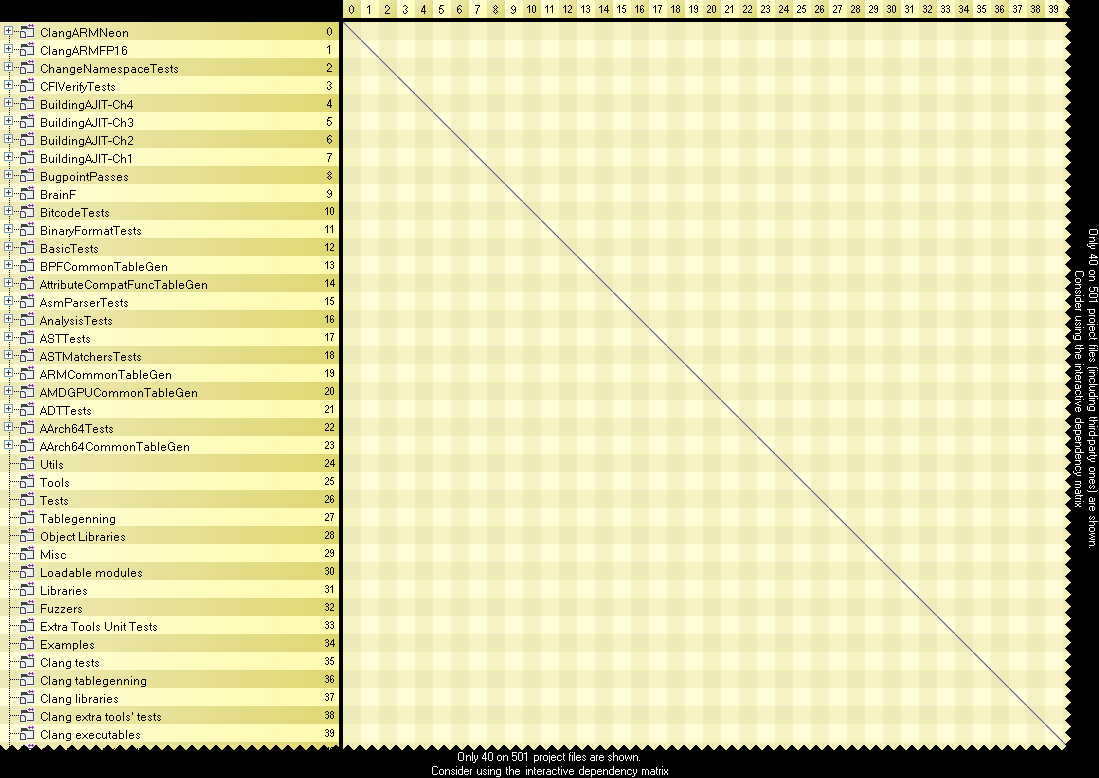 0 1 2 3 4 5 6 7 8 9 10 11 12 13 14 15 16 17 18 19 20 21 22 23 24 25 26 27 28 29 30 31 32 33 34 35 36 37 38 39
ClangARMNeon 0
ClangARMFP16 1
ChangeNamespaceTests 2
CFIVerifyTests 3
BuildingAJIT-Ch4 4
BuildingAJIT-Ch3 5
BuildingAJIT-Ch2 6
BuildingAJIT-Ch1 7
BugpointPasses 8
BrainF 9
BitcodeTests 10
BinaryFormatTests 11
BasicTests 12
BPFCommonTableGen 13
AttributeCompatFuncTableGen 14
AsmParserTests 15
AnalysisTests 16
ASTTests 17
ASTMatchersTests 18
ARMCommonTableGen 19
AMDGPUCommonTableGen 20
ADTTests 21
AArch64Tests 22
AArch64CommonTableGen 23
Utils 24
Tools 25
Tests 26
Tablegenning 27
Object Libraries 28
Misc 29
Loadable modules 30
Libraries 31
Fuzzers 32
Extra Tools Unit Tests 33
Examples 34
Clang tests 35
Clang tablegenning 36
Clang libraries 37
Clang extra tools' tests 38
Clang executables 39
Only 40 on 501 project files (including third-party ones) are shown.
Consider using the interactive dependency matrix
Only 40 on 501 project files are shown.
Consider using the interactive dependency matrix